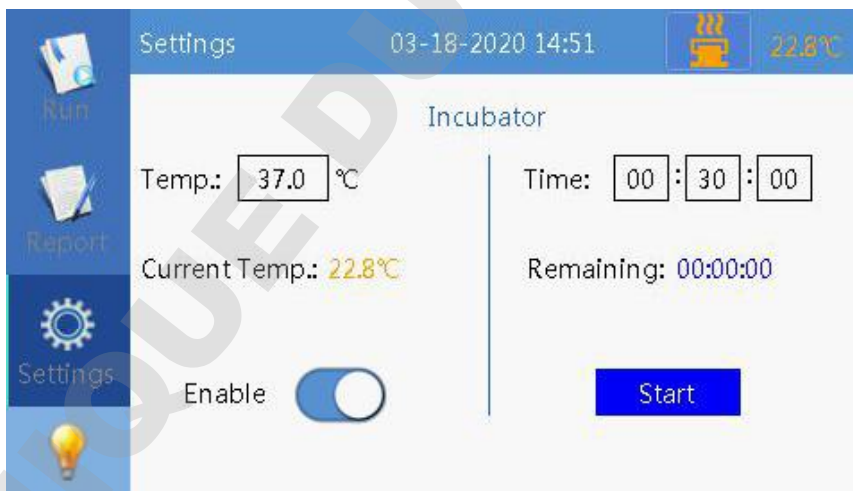 Settings 03-18-2020 14:51 22.8℃
Run
Incubator
Temp.: 37.0 ℃ Time: 00 : 30 : 00
Report
Current Temp.: 22.8℃ Remaining: 00:00:00
Settings
Enable Start